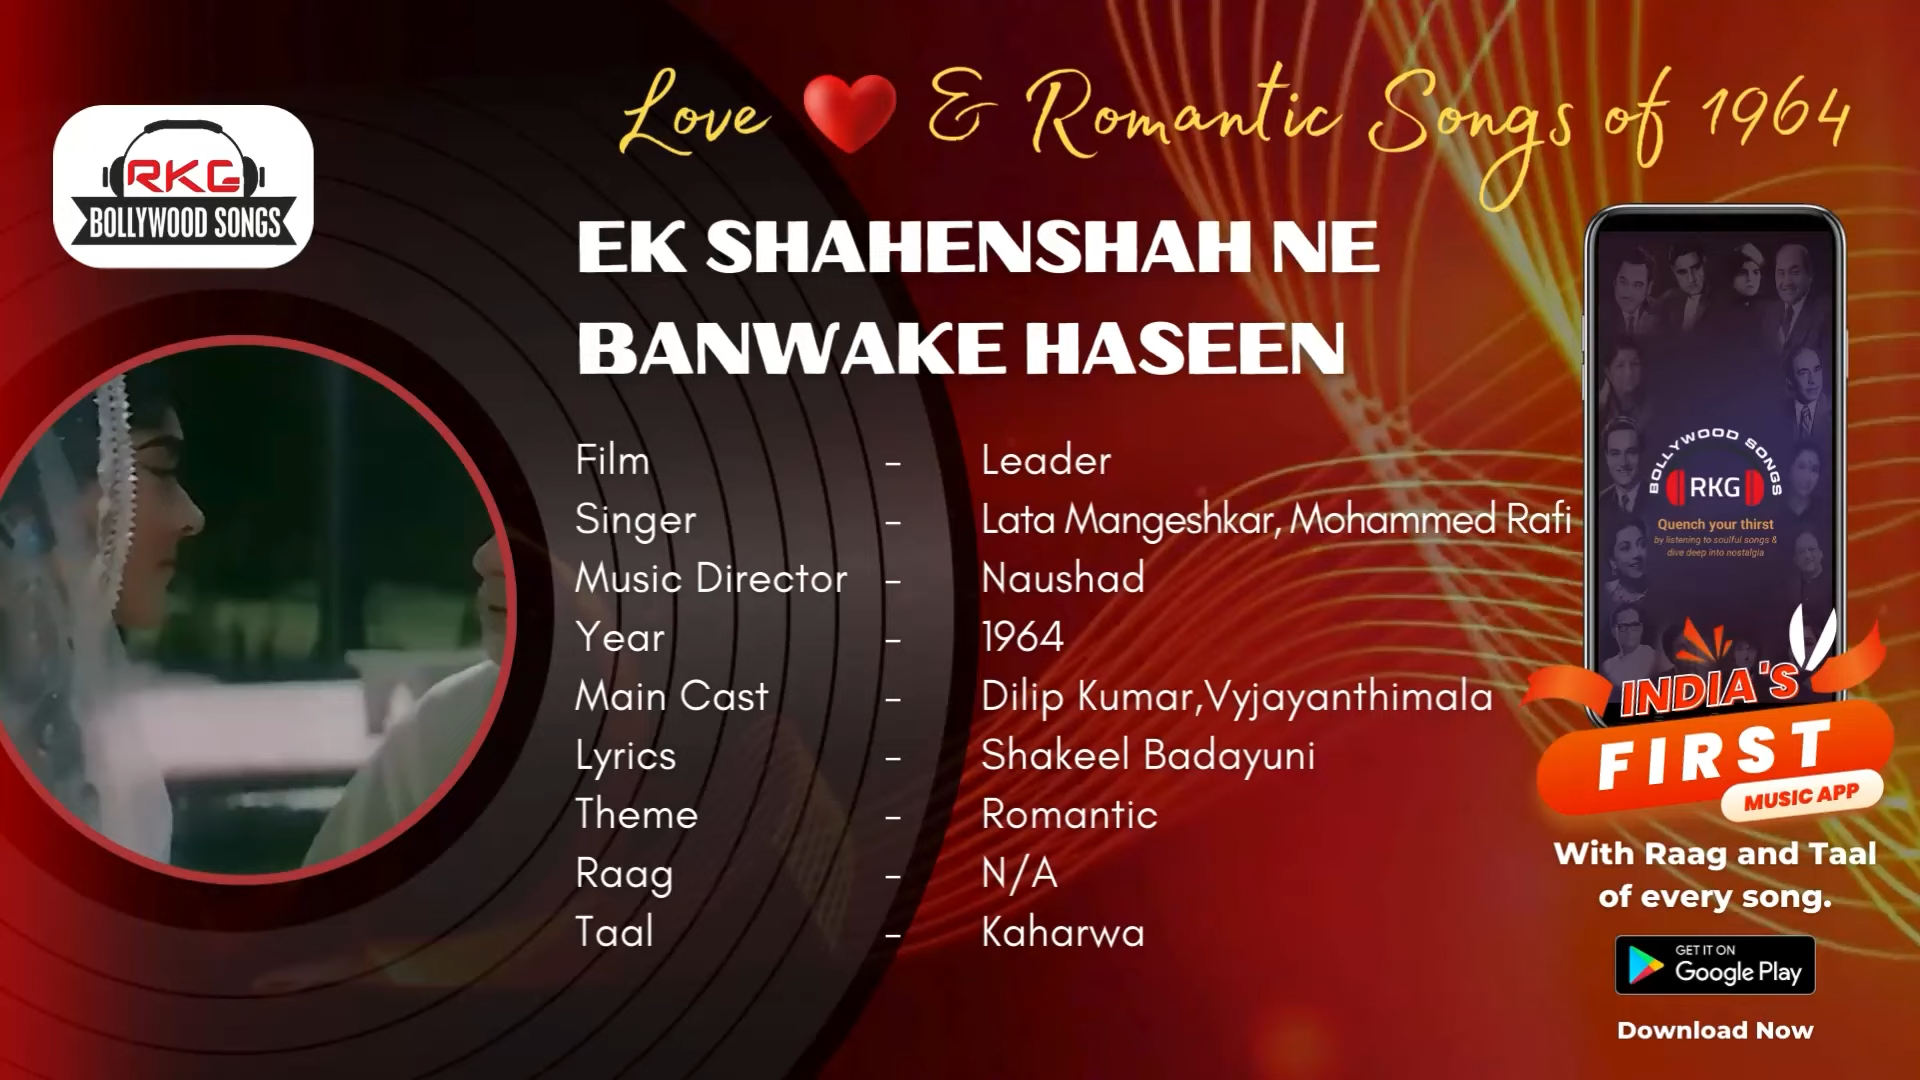 Love & Romantic Songs of 1964
RKG
BOLLYWOOD SONGS
EK SHAHENSHAH NE
BANWAKE HASEEN
Film - Leader
Singer - Lata Mangeshkar, Mohammed Rafi
Music Director - Naushad
Year - 1964
Main Cast - Dilip Kumar,Vyjayanthimala
Lyrics - Shakeel Badayuni
Theme - Romantic
Raag - N/A
Taal - Kaharwa
BOLLYWOOD SONGS
RKG
Quench your thirst
by listening to soulful songs &
dive deep into nostalgia
INDIA'S
FIRST
MUSIC APP
With Raag and Taal
of every song.
GET IT ON
Google Play
Download Now